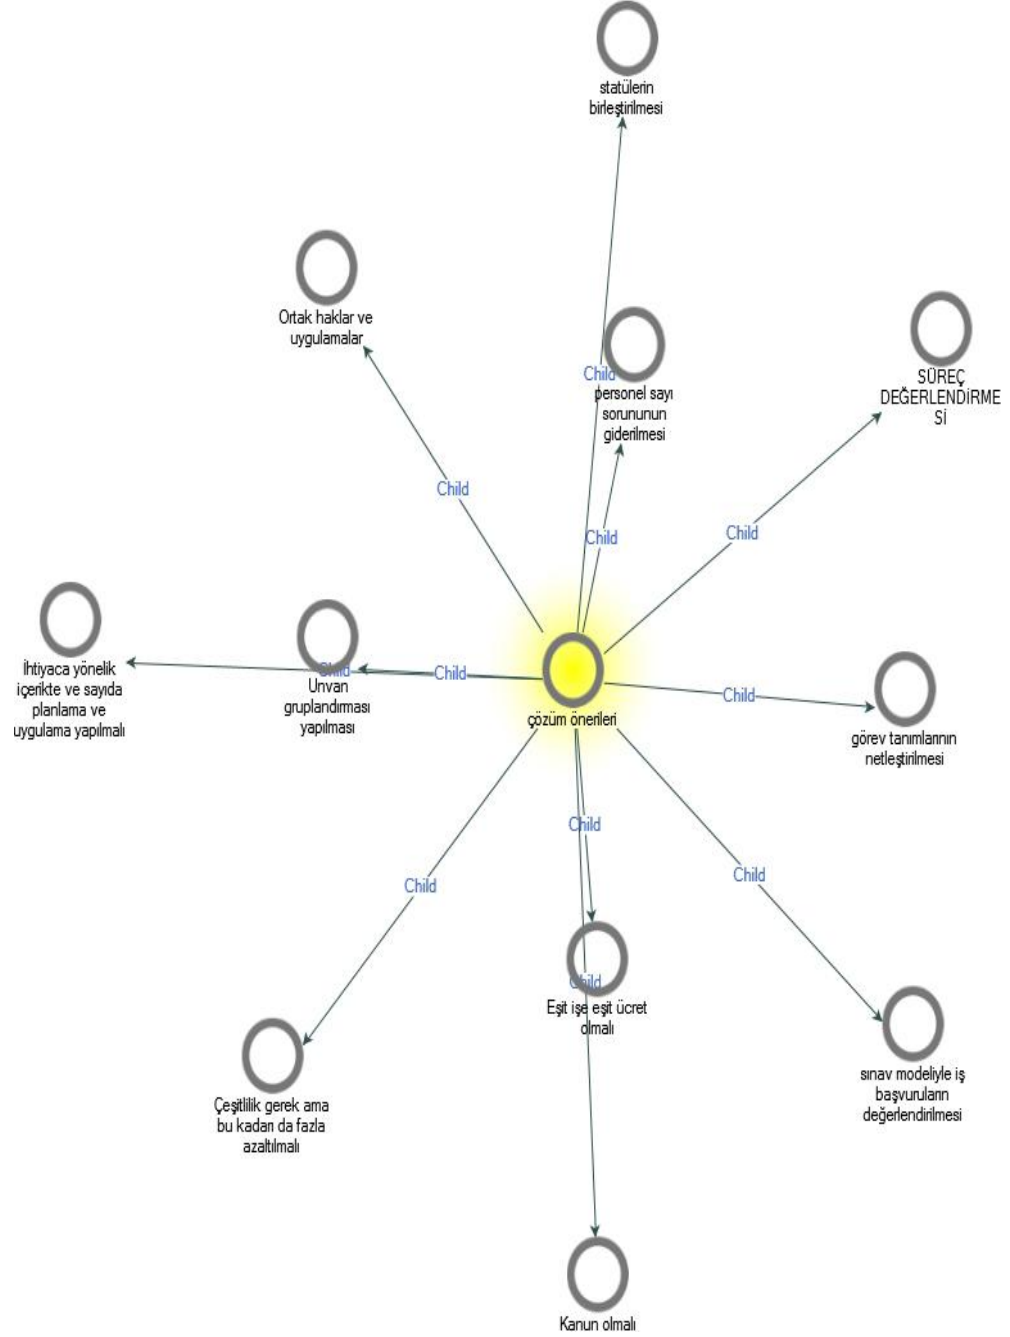 statülerin
birleştirilmesi
Ortak haklar ve
uygulamalar
Child
personel sayı
sorununun
giderilmesi
SÜREÇ
DEĞERLENDİRME
Sİ
Child
Child
Child
İhtiyaca yönelik
içerikte ve sayıda
planlama ve
uygulama yapılmalı
Child
Unvan
gruplandırması
yapılması
Child
çözüm önerileri
Child
görev tanımlarının
netleştirilmesi
Child
Child
Child
Child
Eşit işe eşit ücret
olmalı
Çeşitlilik gerek ama
bu kadarı da fazla
azaltılmalı
sınav modeliyle iş
başvuruların
değerlendirilmesi
Kanun olmalı